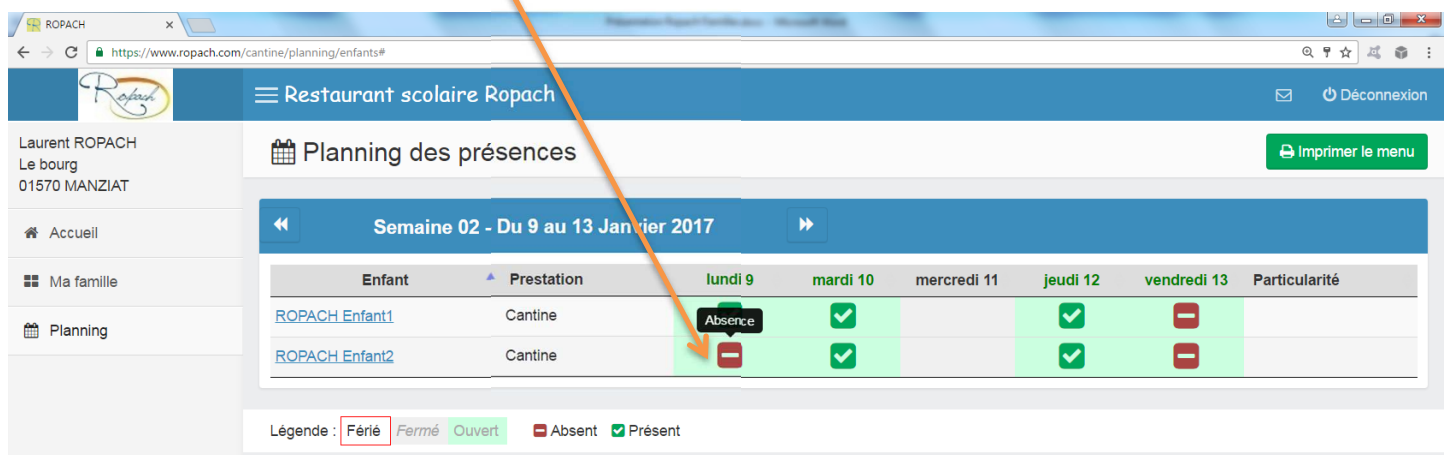 ROPACH
https://www.ropach.com/cantine/planning/enfants#
Ropach
Restaurant scolaire Ropach
Déconnexion
Laurent ROPACH
Le bourg
01570 MANZIAT
Planning des présences
Imprimer le menu
Accueil
Ma famille
Planning
Semaine 02 - Du 9 au 13 Janvier 2017
Enfant Prestation lundi 9 mardi 10 mercredi 11 jeudi 12 vendredi 13 Particularité
ROPACH Enfant1 Cantine
Absence
ROPACH Enfant2 Cantine
Légende : Férié Fermé Ouvert Absent Présent